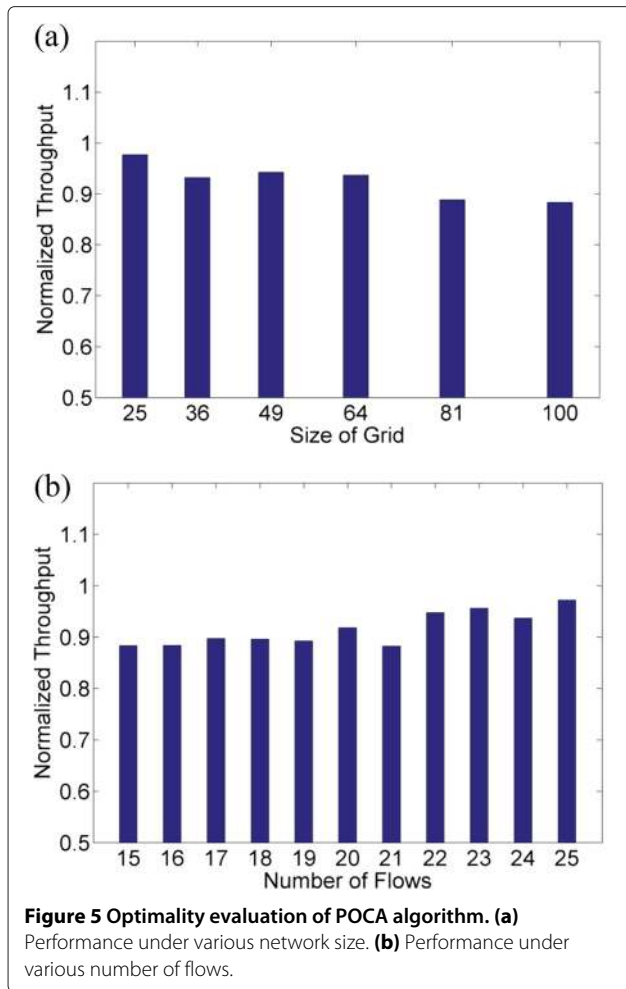 (a)
1.1
1
0.9
0.8
0.7
0.6
0.5
Normalized Throughput
25 36 49 64 81 100
Size of Grid
(b)
1.1
1
0.9
0.8
0.7
0.6
0.5
Normalized Throughput
15 16 17 18 19 20 21 22 23 24 25
Number of Flows
Figure 5 Optimality evaluation of POCA algorithm. (a)
Performance under various network size. (b) Performance under
various number of flows.